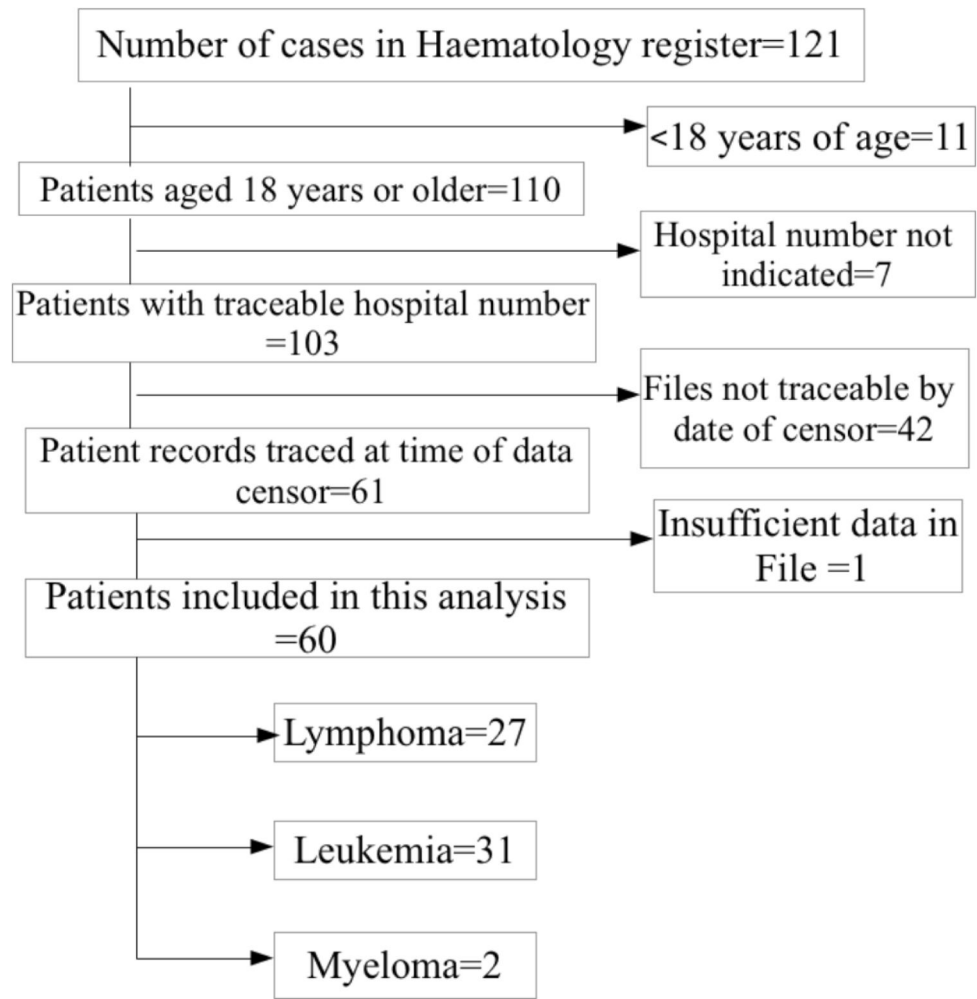 Number of cases in Haematology register=121
<18 years of age=11
Patients aged 18 years or older=110
Hospital number not
indicated=7
Patients with traceable hospital number
=103
Files not traceable by
date of censor=42
Patient records traced at time of data
censor=61
Insufficient data in
File =1
Patients included in this analysis
=60
Lymphoma=27
Leukemia=31
Myeloma=2